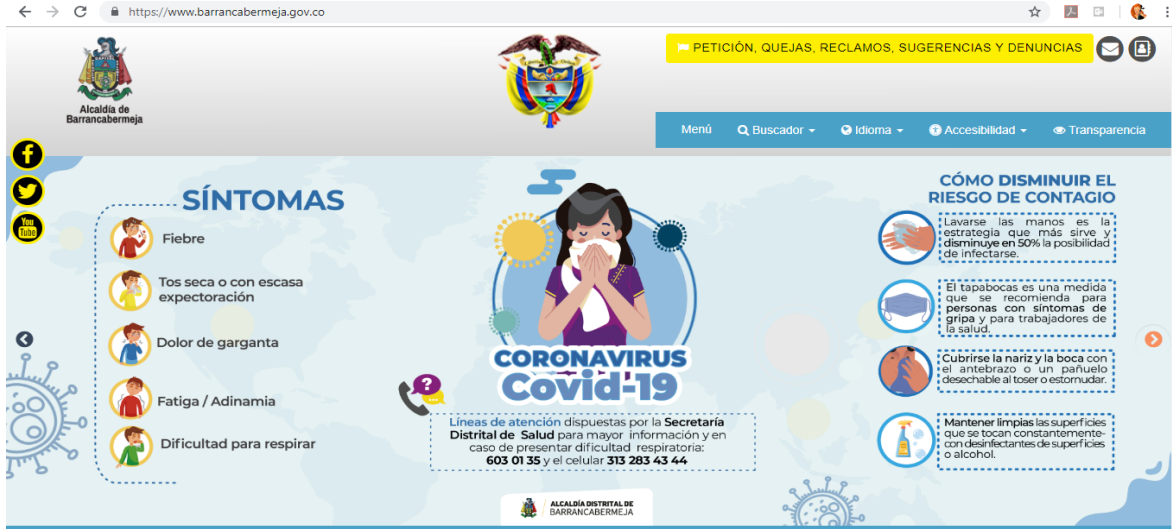 https://www.barrancabermeja.gov.co
PETICIÓN, QUEJAS, RECLAMOS, SUGERENCIAS Y DENUNCIAS
Alcaldía de
Barrancabermeja
Menú
Buscador
Idioma
Accesibilidad
Transparencia
You
Tube
SÍNTOMAS
Fiebre
Tos seca o con escasa
expectoración
Dolor de garganta
Fatiga / Adinamia
Dificultad para respirar
CORONAVIRUS
Covid-19
Líneas de atención dispuestas por la Secretaría
Distrital de Salud para mayor información y en
caso de presentar dificultad respiratoria:
603 01 35 y el celular 313 283 43 44
ALCALDÍA DISTRITAL DE
BARRANCABERMEJA
CÓMO DISMINUIR EL
RIESGO DE CONTAGIO
Lavarse las manos es la
estrategia que más sirve y
disminuye en 50% la posibilidad
de infectarse.
El tapabocas es una medida
que se recomienda para
personas con síntomas de
gripa y para trabajadores de
la salud.
Cubrirse la nariz y la boca con
el antebrazo o un pañuelo
desechable al toser o estornudar.
Mantener limpias las superficies
que se tocan constantemente-
con desinfectantes de superficies
o alcohol.